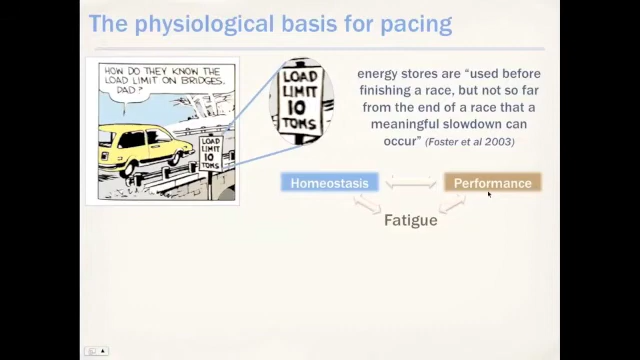 The physiological basis for pacing
HOW DO THEY KNOW THE
LOAD LIMIT ON BRIDGES,
DAD?
LOAD
LIMIT
10
TONS
LOAD
LIMIT
10
TONS
energy stores are “used before
finishing a race, but not so far
from the end of a race that a
meaningful slowdown can
occur” (Foster et al 2003)
Homeostasis
Performance
Fatigue